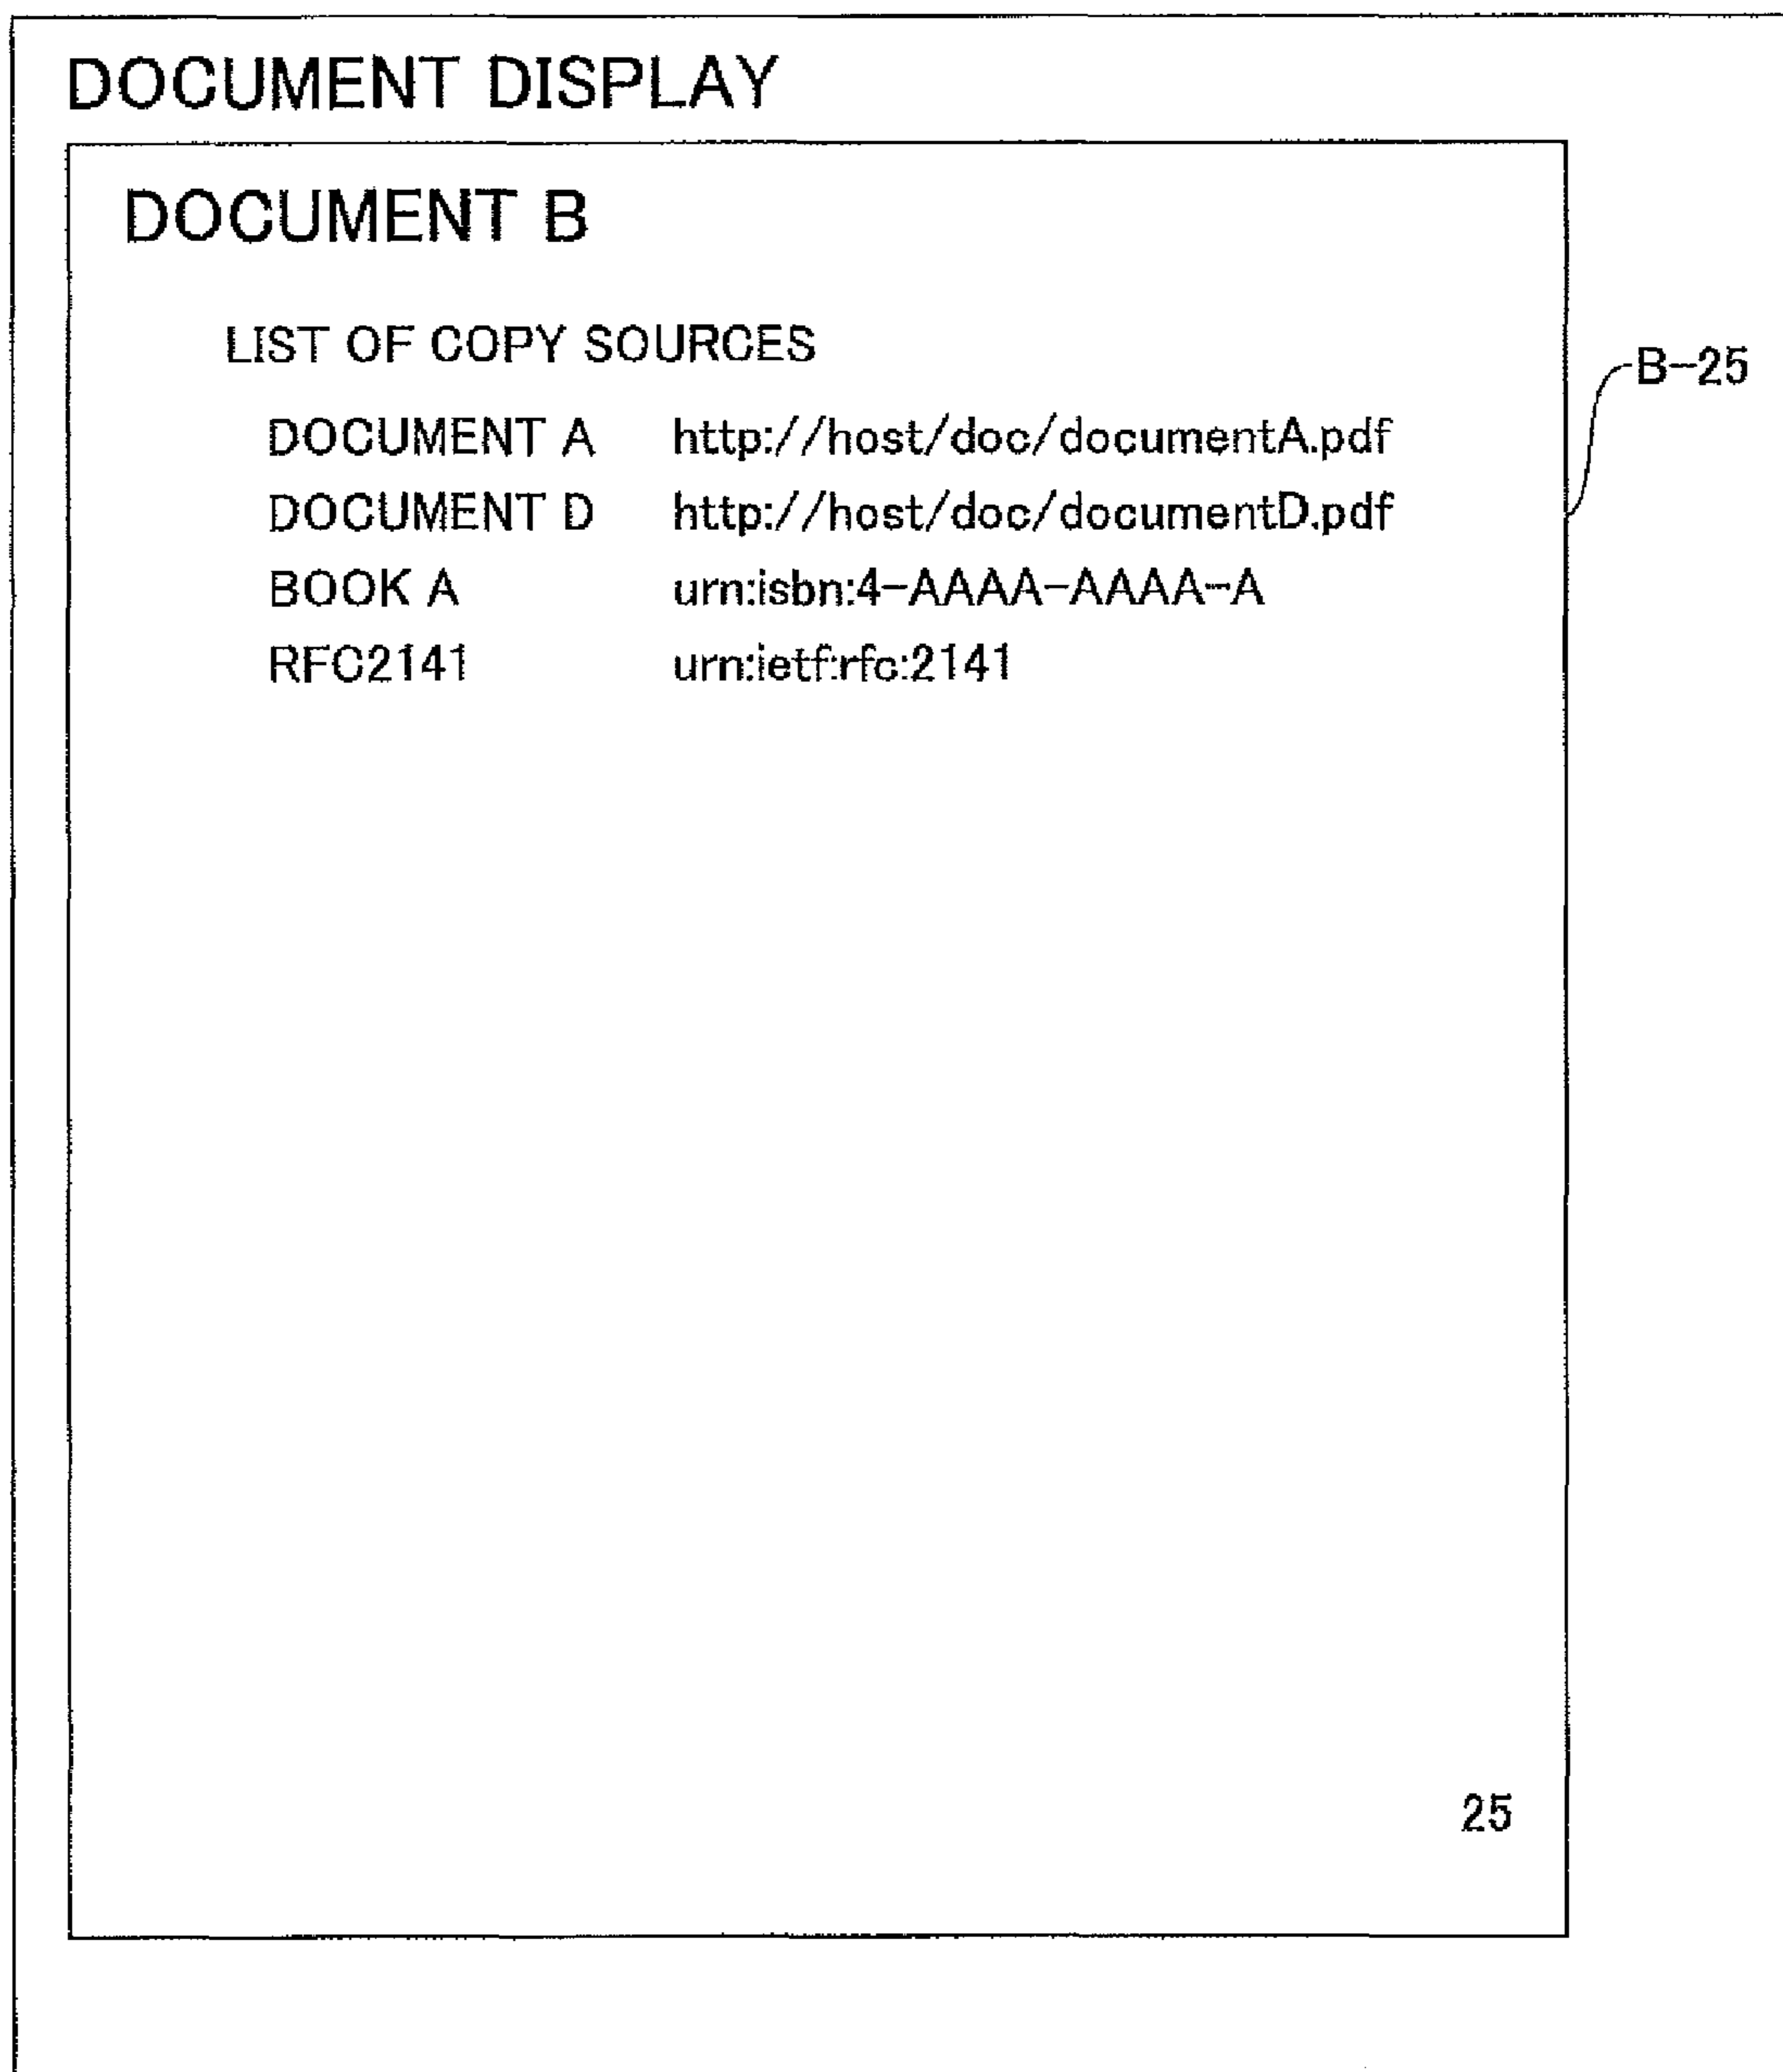 DOCUMENT DISPLAY
DOCUMENT B
LIST OF COPY SOURCES
B-25
DOCUMENT A http://host/doc/documentA.pdf
DOCUMENT D http://host/doc/documentD.pdf
BOOK A urn:isbn:4-AAAA-AAAA-A
RFC2141 urn:ietf:rfc:2141
25